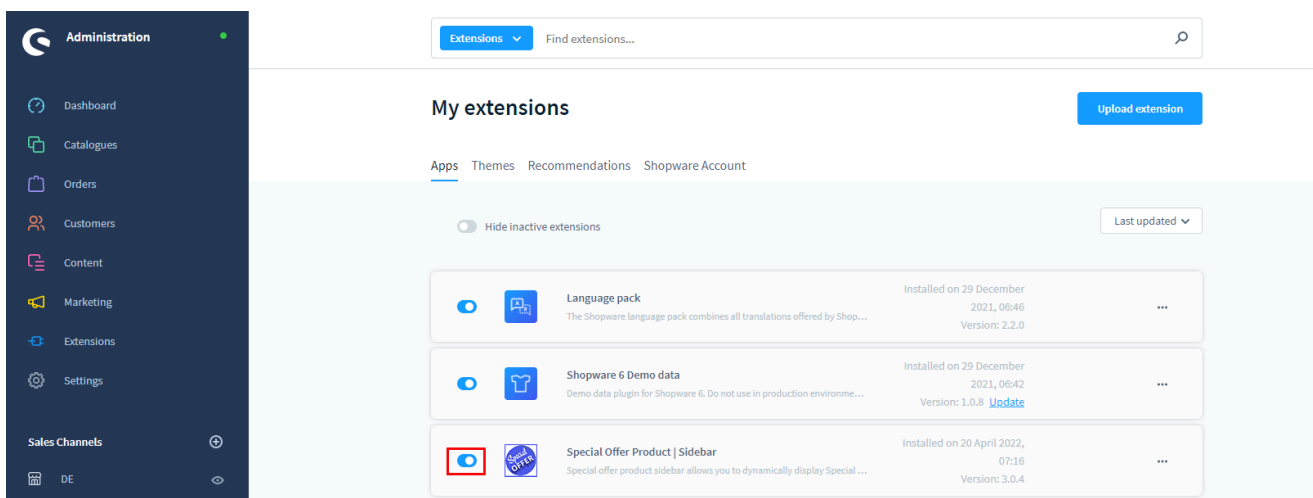 Administration
Dashboard
Catalogues
Orders
Customers
Content
Marketing
Extensions
Settings
Sales Channels
DE
Extensions
Find extensions...
My extensions
Upload extension
Apps Themes Recommendations Shopware Account
Hide inactive extensions
Last updated
Language pack
The Shopware language pack combines all translations offered by Shop...
Installed on 29 December
2021, 06:46
Version: 2.2.0
Shopware 6 Demo data
Demo data plugin for Shopware 6. Do not use in production environme...
Installed on 29 December
2021, 06:42
Version: 1.0.8 Update
Special
OFFER
Special Offer Product | Sidebar
Special offer product sidebar allows you to dynamically display Special ...
Installed on 20 April 2022,
07:16
Version: 3.0.4